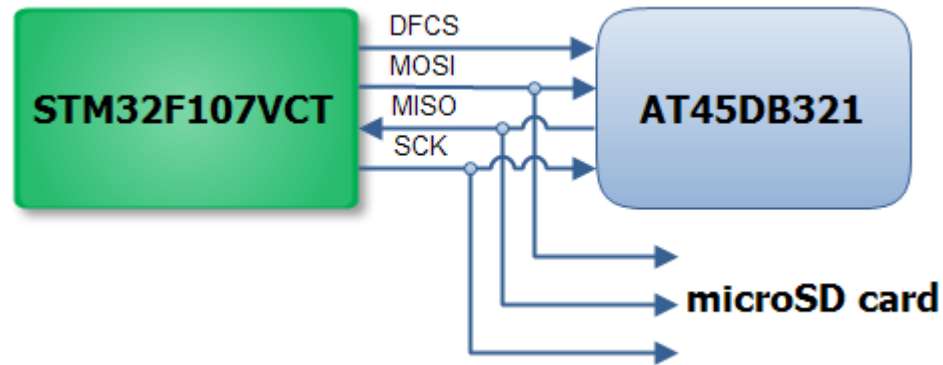 DFCS
MOSI
STM32F107VCT
MISO
AT45DB321
SCK
microSD card